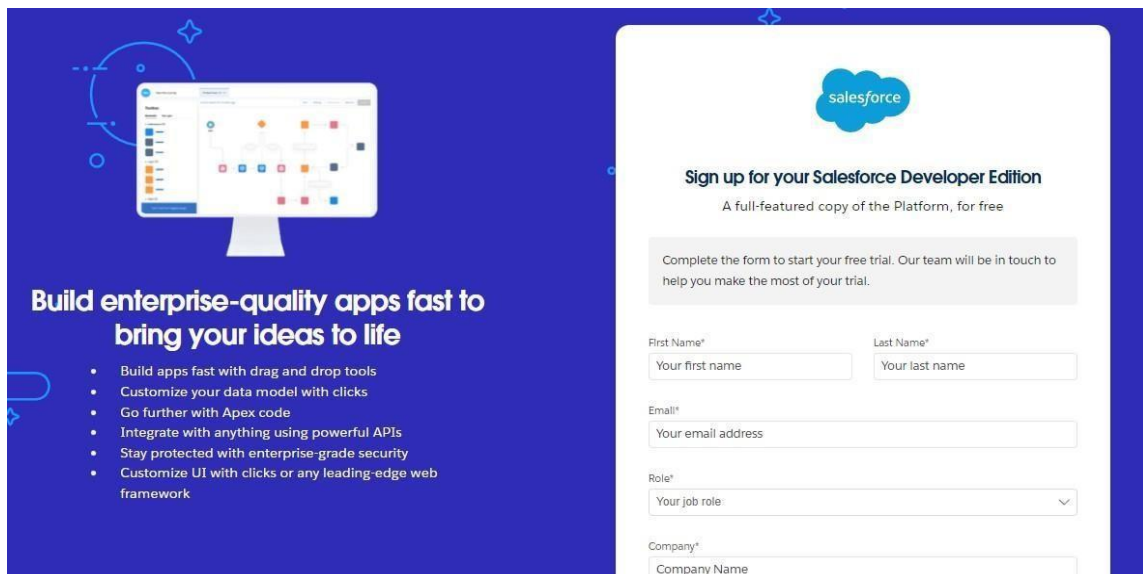 Build enterprise-quality apps fast to
bring your ideas to life
Build apps fast with drag and drop tools
Customize your data model with clicks
Go further with Apex code
Integrate with anything using powerful APIs
Stay protected with enterprise-grade security
Customize UI with clicks or any leading-edge web
framework
salesforce
Sign up for your Salesforce Developer Edition
A full-featured copy of the Platform, for free
Complete the form to start your free trial. Our team will be in touch to
help you make the most of your trial.
First Name* Last Name*
Your first name Your last name
Email*
Your email address
Role*
Your job role
Company*
Company Name